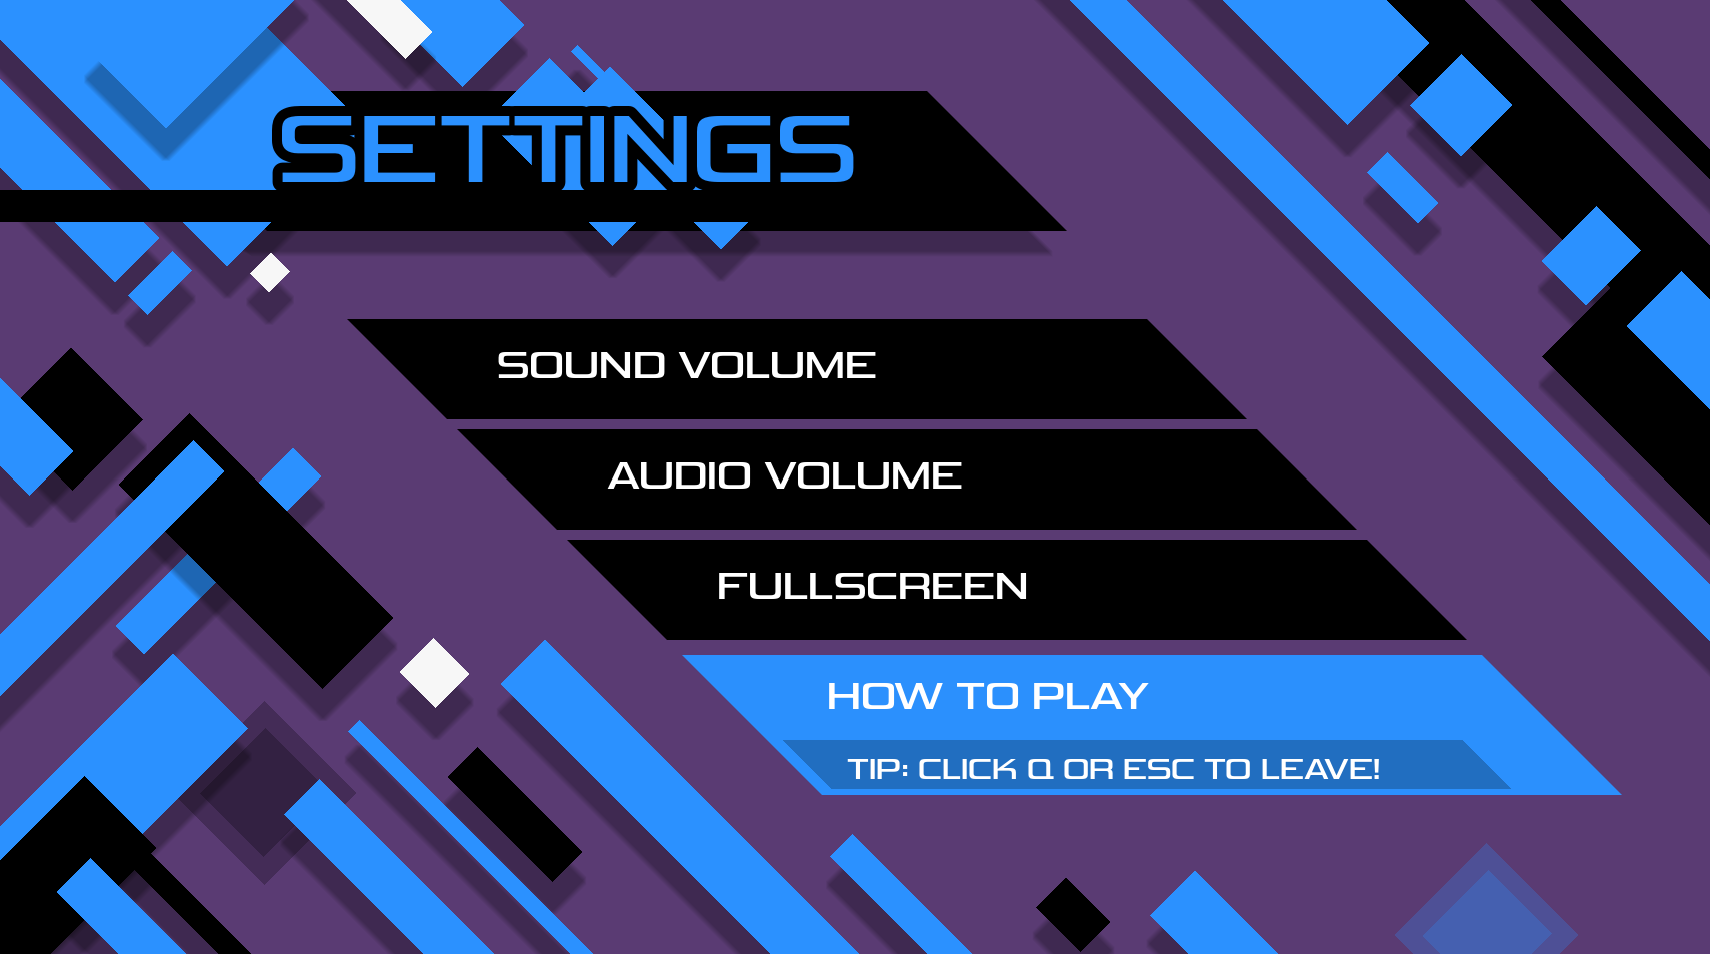 SETTINGS
SOUND VOLUME
AUDIO VOLUME
FULLSCREEN
HOW TO PLAY
TIP: CLICK Q OR ESC TO LEAVE!